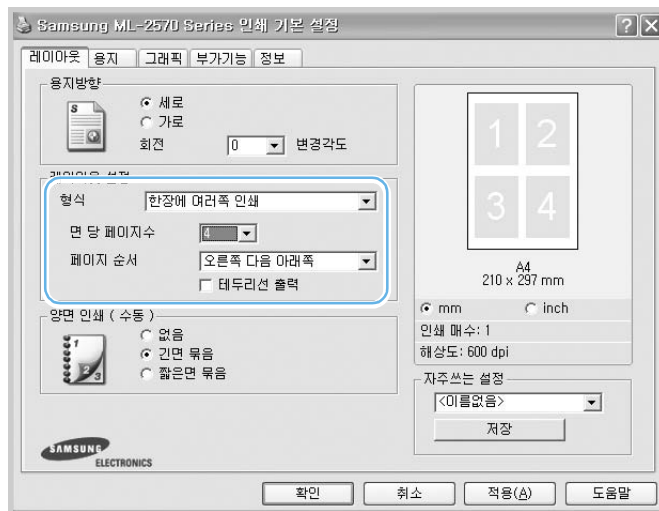 Samsung ML-2570 Series 인쇄 기본 설정
레이아웃 용지 그래픽 부가기능 정보
용지방향
S
세로
가로
회전 0 변경각도
형식 한장에 여러쪽 인쇄
면 당 페이지수 4
페이지 순서 오른쪽 다음 아래쪽
테두리선 출력
양면 인쇄 ( 수동 )
없음
긴면 묶음
짧은면 묶음
1
2 3
SAMSUNG
ELECTRONICS
1 2
3 4
A4
210 x 297 mm
mm inch
인쇄 매수: 1
해상도: 600 dpi
자주쓰는 설정
<이름없음>
저장
확인 취소 적용(A) 도움말